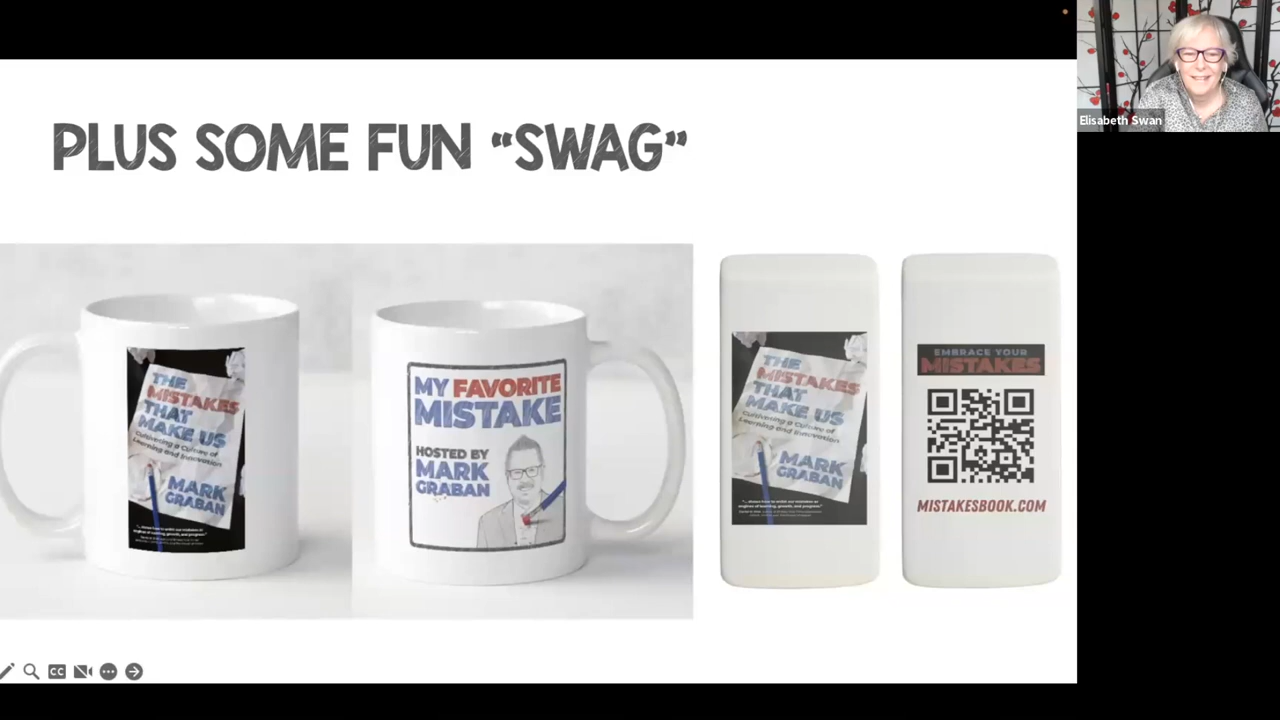 PLUS SOME FUN “SWAG”
Elisabeth Swan
THE
MISTAKES
THAT
MAKE US
Cultivating a Culture of
Learning and Innovation
MARK
GRABAN
MY FAVORITE
MISTAKE
HOSTED BY
MARK
GRABAN
THE
MISTAKES
THAT
MAKE US
Cultivating a Culture of
Learning and Innovation
MARK
GRABAN
EMBRACE YOUR
MISTAKES
MISTAKESBOOK.COM
CC